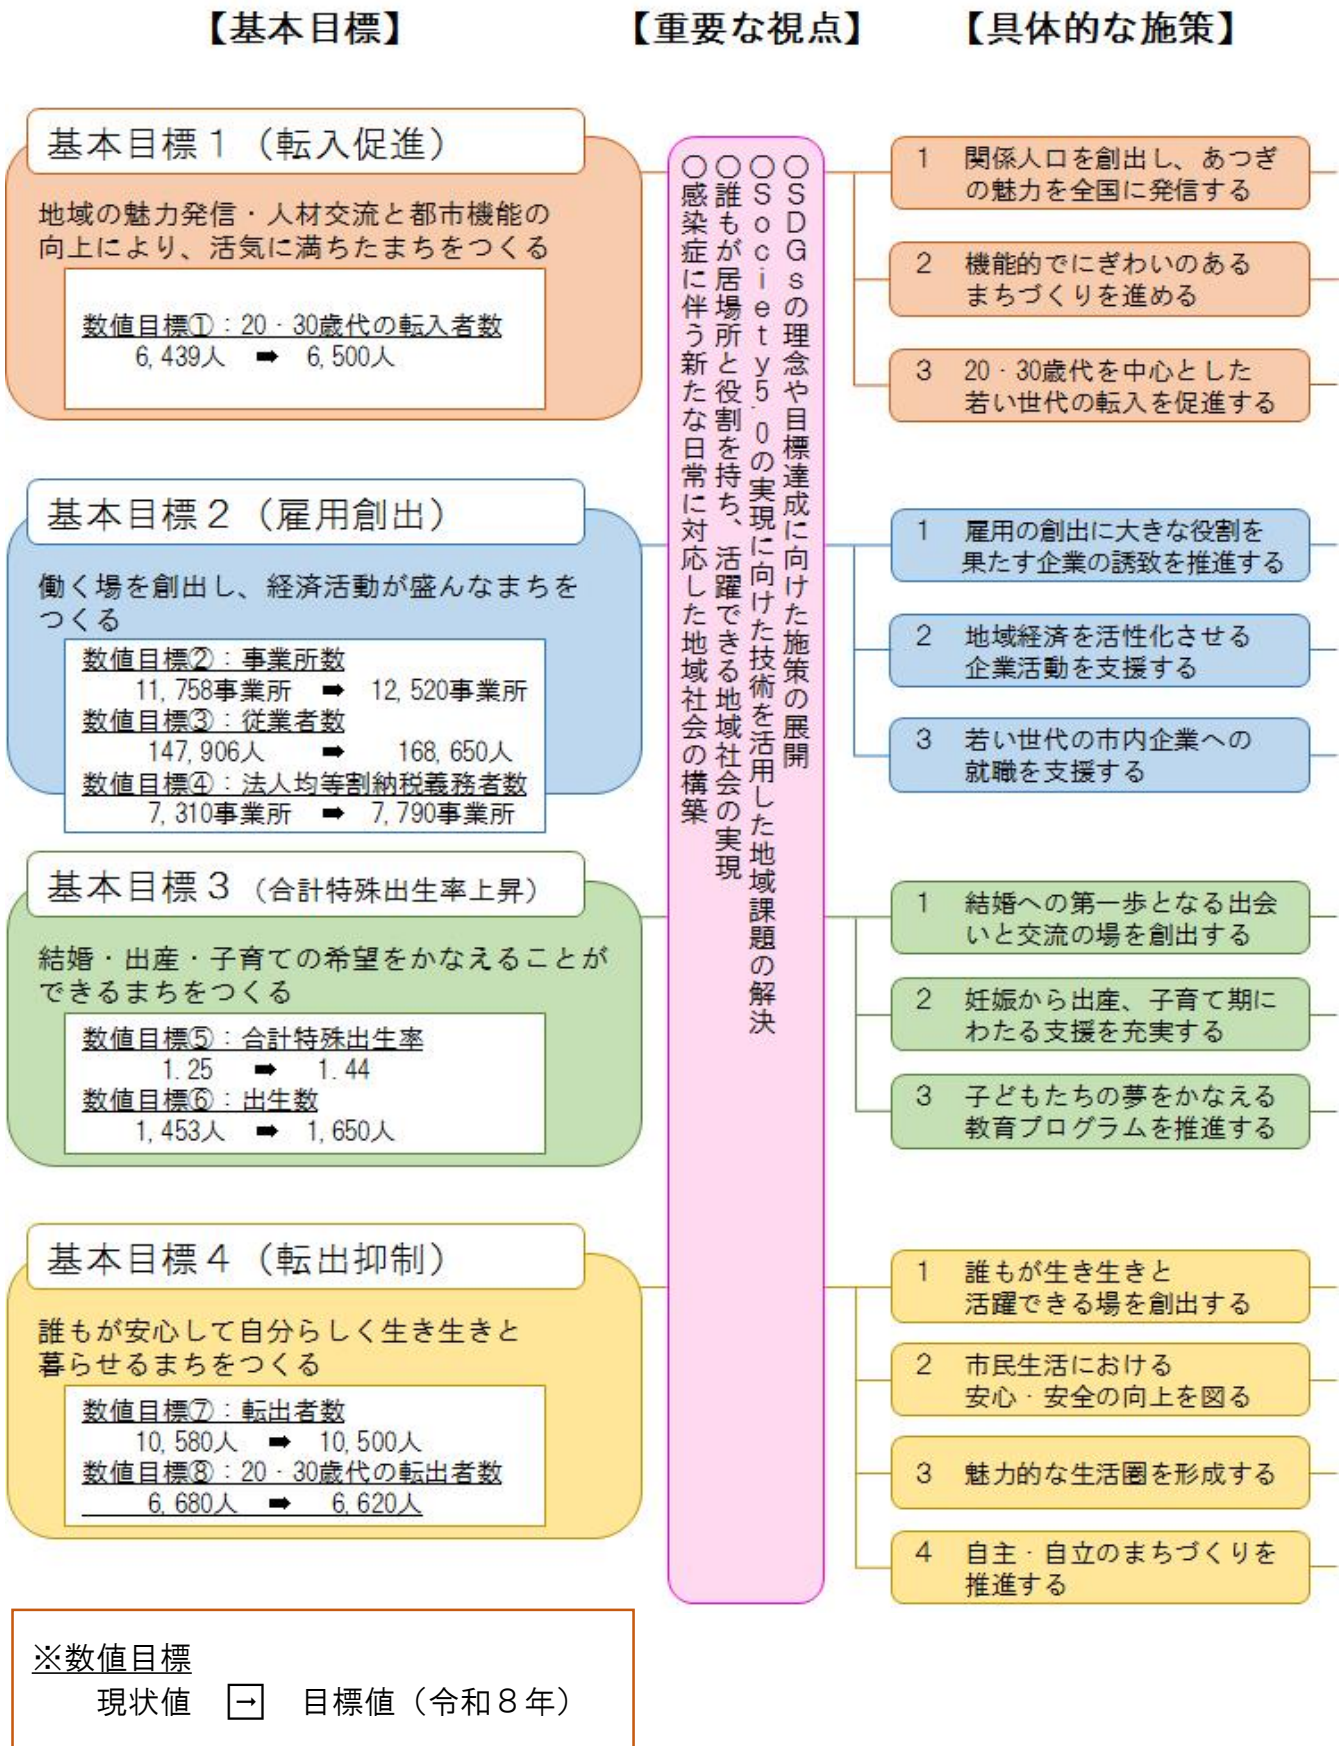 【基本目標】
【重要な視点】
【具体的な施策】
基本目標１（転入促進）
地域の魅力発信・人材交流と都市機能の
向上により、活気に満ちたまちをつくる
数値目標①：20・30歳代の転入者数
6,439人 ➡ 6,500人
基本目標２（雇用創出）
働く場を創出し、経済活動が盛んなまちを
つくる
数値目標②：事業所数
11,758事業所 ➡ 12,520事業所
数値目標③：従業者数
147,906人 ➡ 168,650人
数値目標④：法人均等割納税義務者数
7,310事業所 ➡ 7,790事業所
基本目標３（合計特殊出生率上昇）
結婚・出産・子育ての希望をかなえることが
できるまちをつくる
数値目標⑤：合計特殊出生率
1.25 ➡ 1.44
数値目標⑥：出生数
1,453人 ➡ 1,650人
基本目標４（転出抑制）
誰もが安心して自分らしく生き生きと
暮らせるまちをつくる
数値目標⑦：転出者数
10,580人 ➡ 10,500人
数値目標⑧：20・30歳代の転出者数
6,680人 ➡ 6,620人
○ＳＤＧｓの理念や目標達成に向けた施策の展開
○Ｓｏｃｉｅｔｙ５.０の実現に向けた技術を活用した地域課題の解決
○誰もが居場所と役割を持ち、活躍できる地域社会の実現
○感染症に伴う新たな日常に対応した地域社会の構築
１ 関係人口を創出し、あつぎ
の魅力を全国に発信する
２ 機能的でにぎわいのある
まちづくりを進める
３ 20・30歳代を中心とした
若い世代の転入を促進する
１ 雇用の創出に大きな役割を
果たす企業の誘致を推進する
２ 地域経済を活性化させる
企業活動を支援する
３ 若い世代の市内企業への
就職を支援する
１ 結婚への第一歩となる出会
いと交流の場を創出する
２ 妊娠から出産、子育て期に
わたる支援を充実する
３ 子どもたちの夢をかなえる
教育プログラムを推進する
１ 誰もが生き生きと
活躍できる場を創出する
２ 市民生活における
安心・安全の向上を図る
３ 魅力的な生活圏を形成する
４ 自主・自立のまちづくりを
推進する
※数値目標
現状値 → 目標値（令和８年）